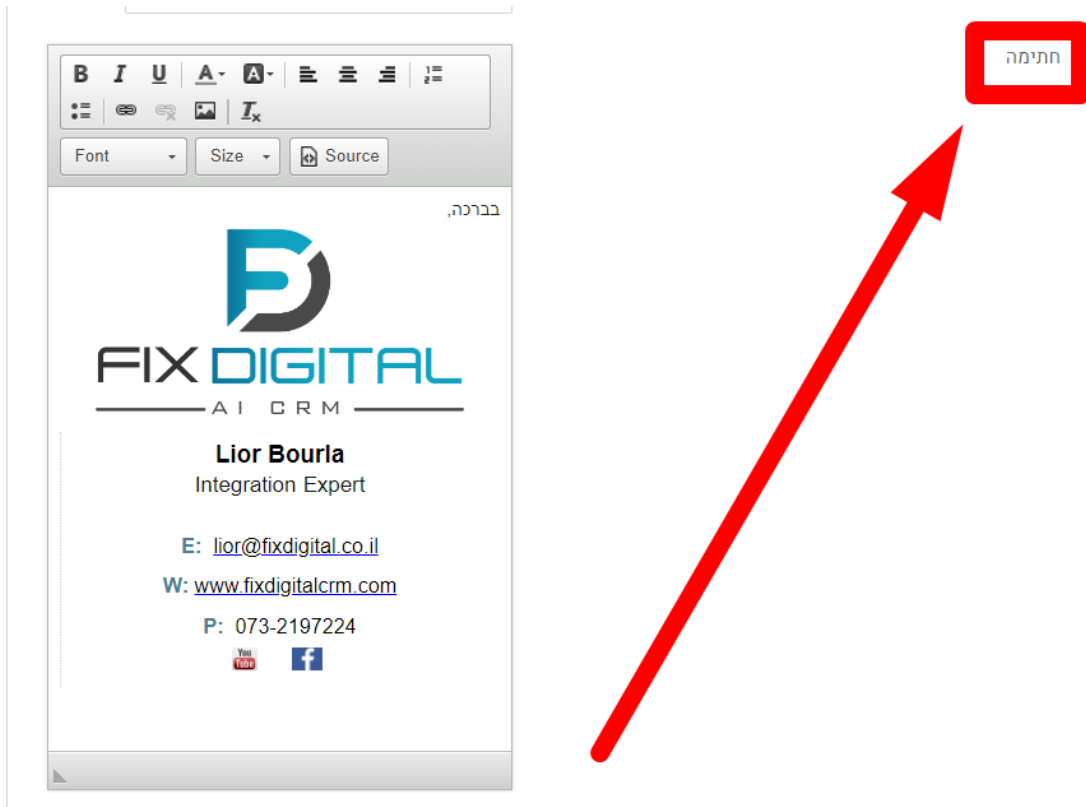 חתימה
B I U A A
Font Size Source
בברכה,
FIX DIGITAL
AI CRM
Lior Bourla
Integration Expert
E: lior@fixdigital.co.il
W: www.fixdigitalcrm.com
P: 073-2197224
You
Tube f